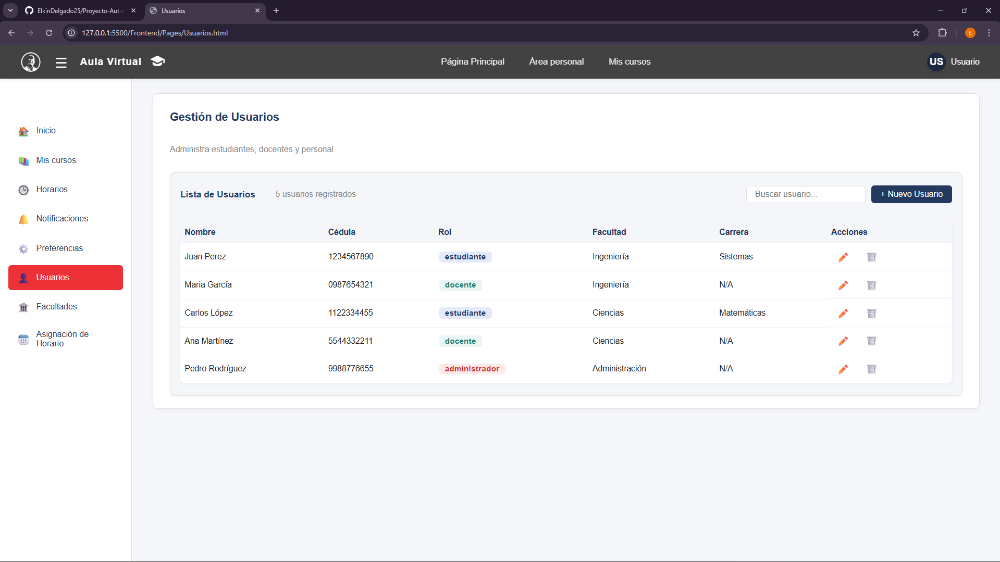 ElkinDelgado25/Proyecto-Aut-
Usuarios
127.0.0.1:5500/Frontend/Pages/Usuarios.html
E
Aula Virtual
Página Principal
Área personal
Mis cursos
US
Usuario
Inicio
Mis cursos
Horarios
Notificaciones
Preferencias
Usuarios
Facultades
Asignación de
Horario
Gestión de Usuarios
Administra estudiantes, docentes y personal
Lista de Usuarios 5 usuarios registrados Buscar usuario... + Nuevo Usuario
Nombre Cédula Rol Facultad Carrera Acciones
Juan Perez 1234567890 estudiante Ingeniería Sistemas
Maria García 0987654321 docente Ingeniería N/A
Carlos López 1122334455 estudiante Ciencias Matemáticas
Ana Martínez 5544332211 docente Ciencias N/A
Pedro Rodríguez 9988776655 administrador Administración N/A